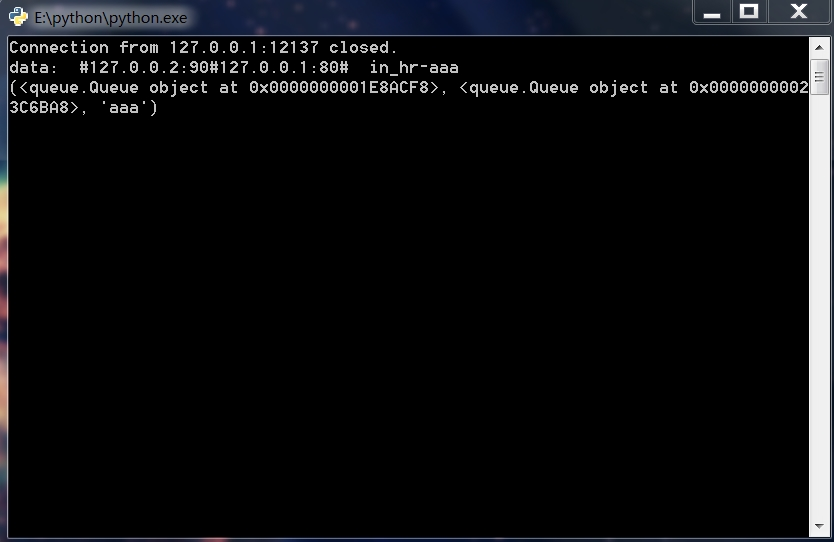 E:\python\python.exe
Connection from 127.0.0.1:12137 closed.
data:  #127.0.0.2:90#127.0.0.1:80#  in_hr-aaa
(<queue.Queue object at 0x0000000001E8ACF8>, <queue.Queue object at 0x0000000002
3C6BA8>, 'aaa')